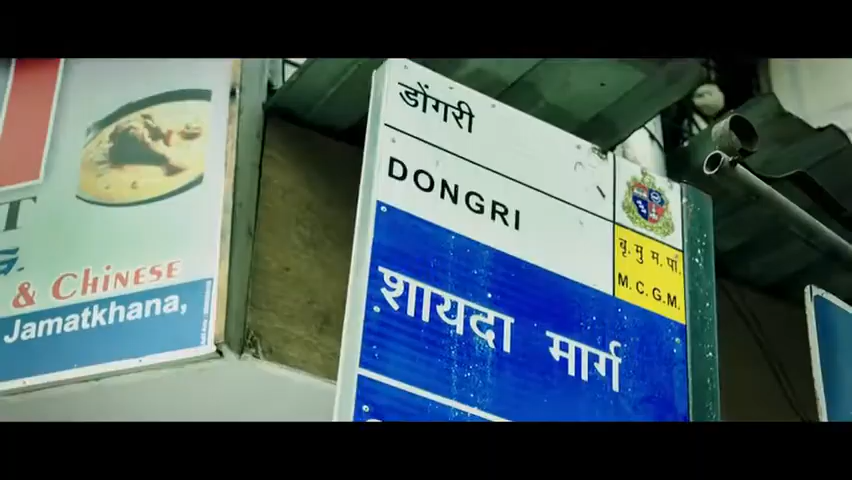 & CHINESE
Jamatkhana,
डोंगरी
DONGRI
बृ. मु. म. पा.
M. C. G. M.
शायदा मार्ग